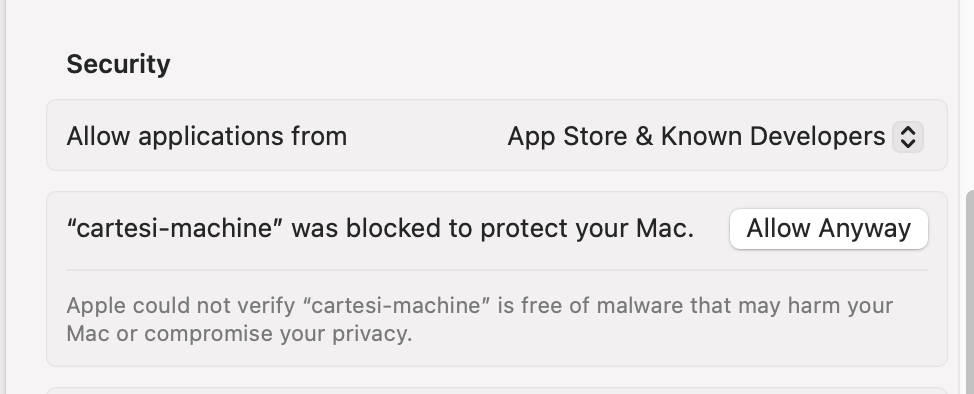 Security
Allow applications from App Store & Known Developers
“cartesi-machine” was blocked to protect your Mac. Allow Anyway
Apple could not verify “cartesi-machine” is free of malware that may harm your
Mac or compromise your privacy.